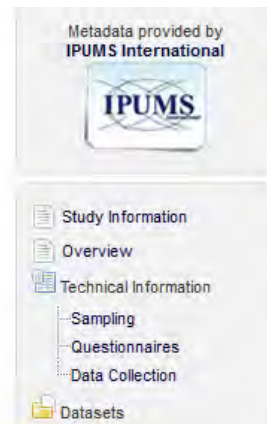 Metadata provided by
IPUMS International
IPUMS
Study Information
Overview
Technical Information
Sampling
Questionnaires
Data Collection
Datasets